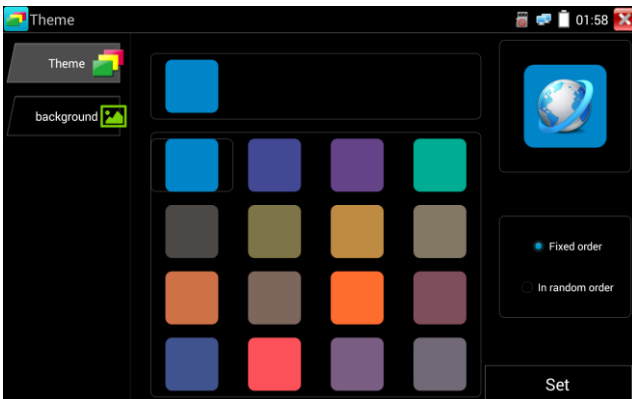 Theme
01:58
Theme
background
Fixed order
In random order
Set